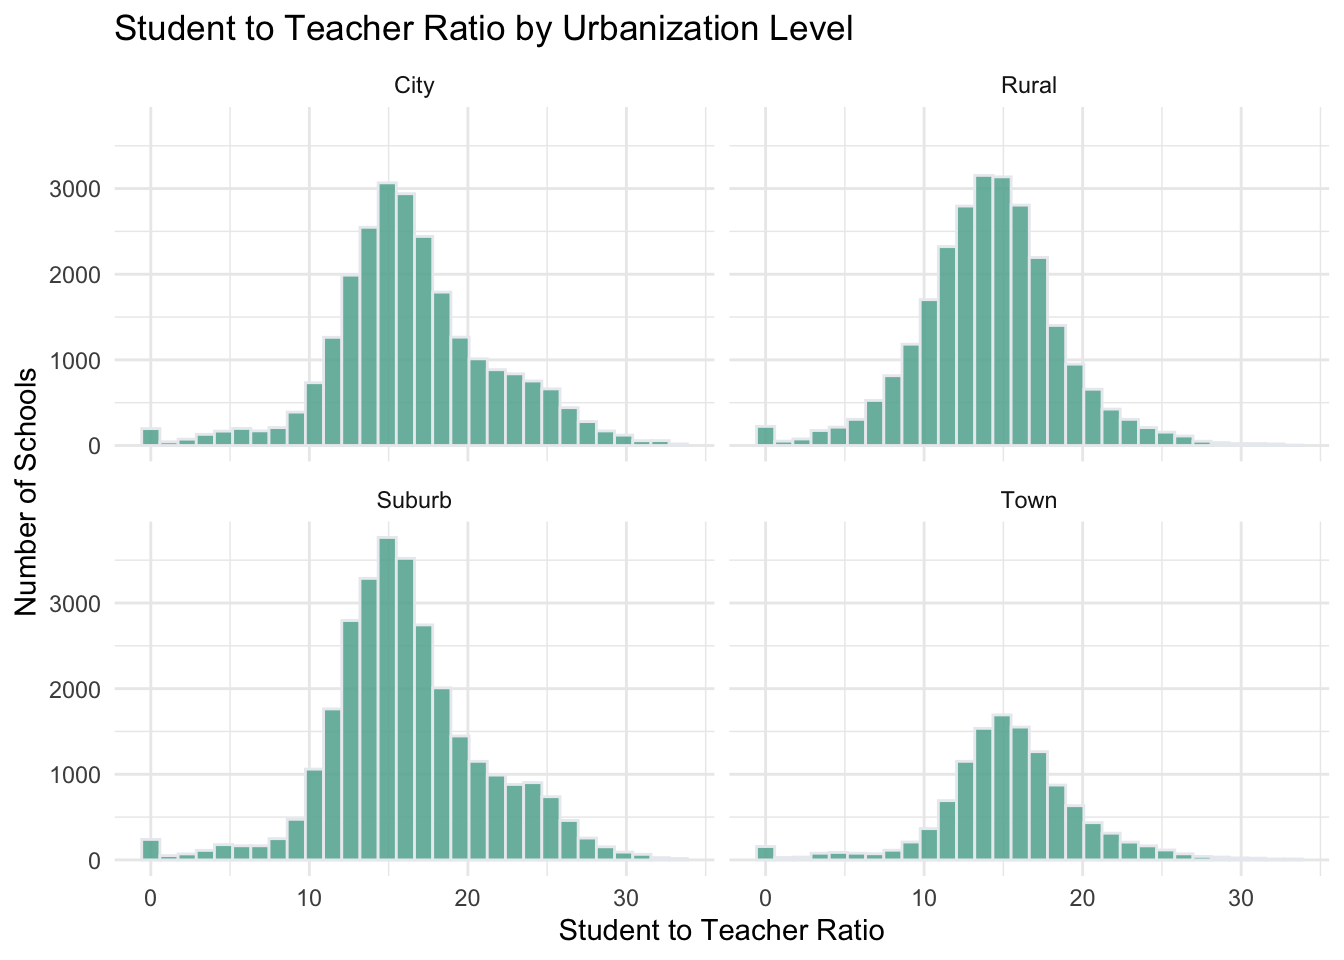 Student to Teacher Ratio by Urbanization Level
City
Rural
3000
2000
1000
0
Suburb
Town
3000
2000
1000
0
0
10
20
30
0
10
20
30
Number of Schools
Student to Teacher Ratio